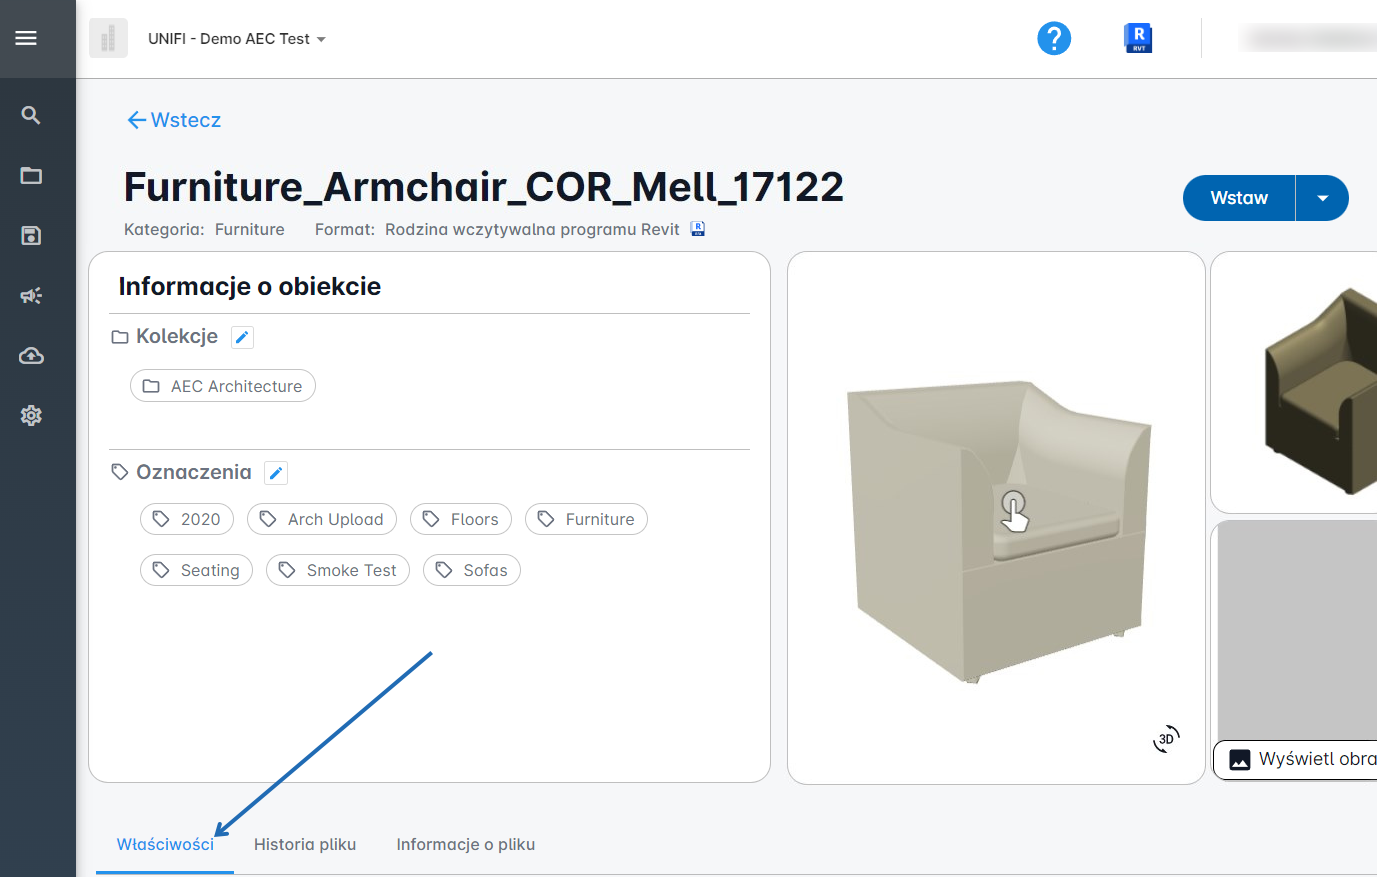 UNIFI - Demo AEC Test
?
R
RVT
Wstecz
Furniture_Armchair_COR_Mell_17122
Wstaw
Kategoria: Furniture Format: Rodzina wczytywalna programu Revit
Informacje o obiekcie
Kolekcje
AEC Architecture
Oznaczenia
2020 Arch Upload Floors Furniture
Seating Smoke Test Sofas
3D
Wyświetl obra
Właściwości Historia pliku Informacje o pliku